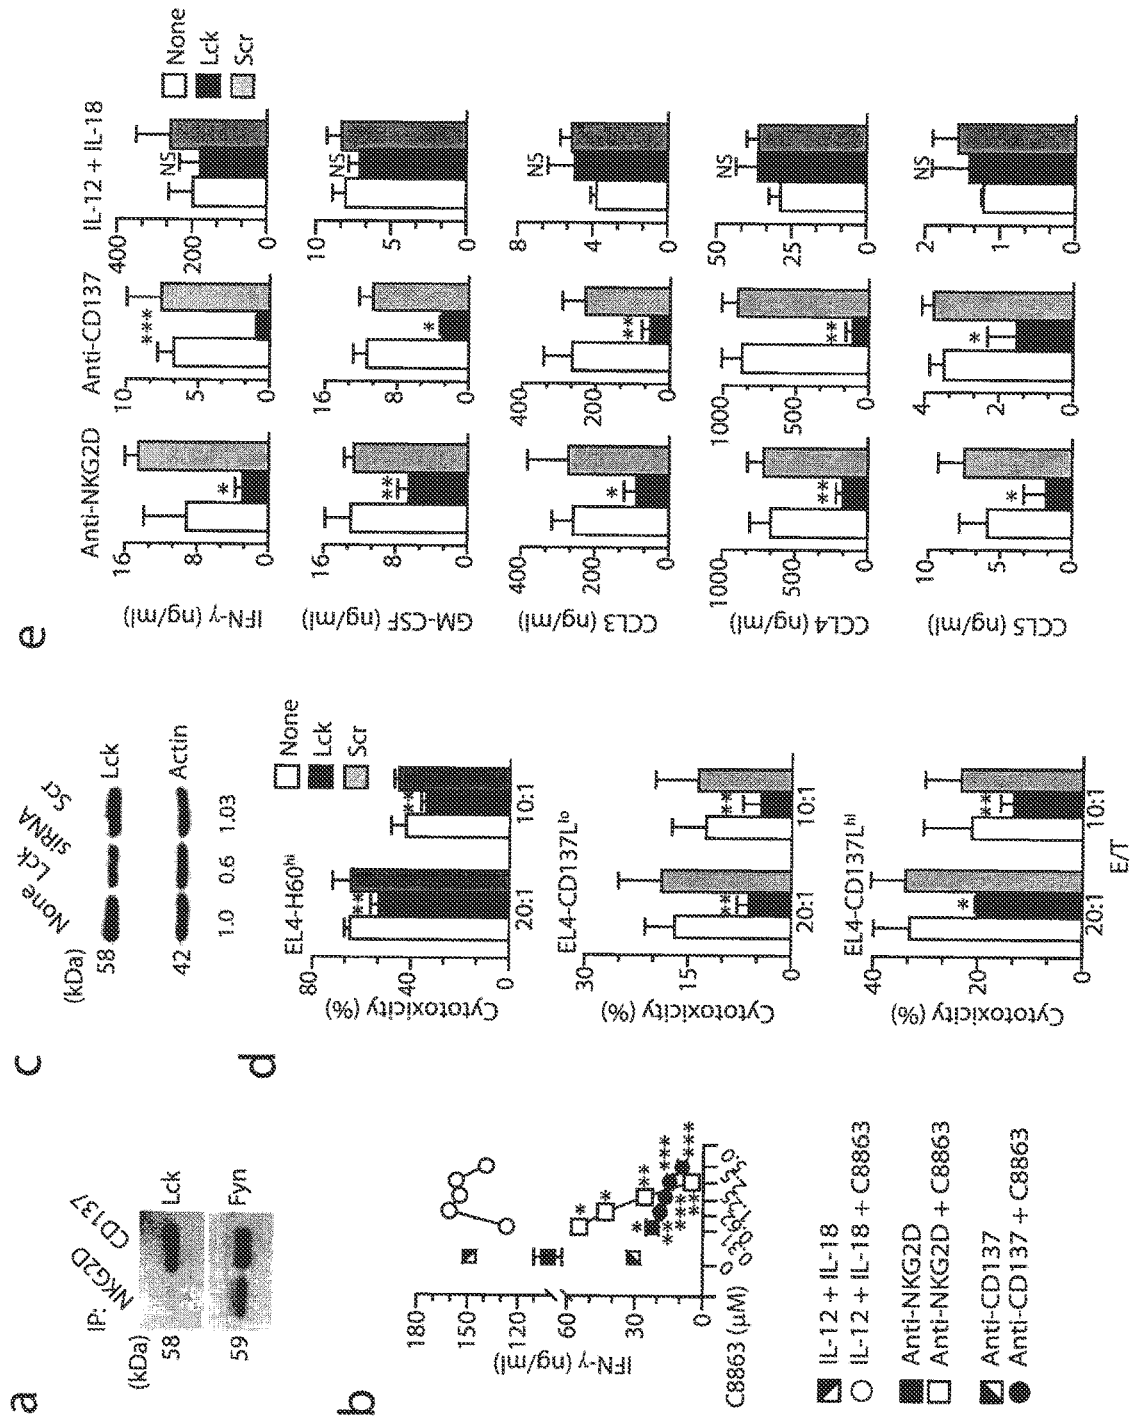 a
IP: NKG2D CD137
(kDa)
58 Lck
59 Fyn
b
IFN-γ (ng/ml)
180
150
120
60
30
0
C8863 (μM)
* * **
* ** *** *** *** ***
IL-12 + IL-18
IL-12 + IL-18 + C8863
Anti-NKG2D
Anti-NKG2D + C8863
Anti-CD137
Anti-CD137 + C8863
c
siRNA
None Lck Scr
(kDa)
58 Lck
42 Actin
1.0 0.6 1.03
d
None
Lck
Scr
EL4-H60hi
Cytotoxicity (%)
80
40
0
** **
20:1 10:1
EL4-CD137Llo
Cytotoxicity (%)
30
15
0
** **
20:1 10:1
EL4-CD137Lhi
Cytotoxicity (%)
40
20
0
* **
20:1 10:1
E/T
e
Anti-NKG2D Anti-CD137 IL-12 + IL-18
None
Lck
Scr
IFN-γ (ng/ml)
16 10 400
8 5 200
0 0 0
* *** NS
GM-CSF (ng/ml)
16 16 10
8 8 5
0 0 0
** * NS
CCL3 (ng/ml)
400 400 8
200 200 4
0 0 0
* ** NS
CCL4 (ng/ml)
1000 1000 50
500 500 25
0 0 0
** ** NS
CCL5 (ng/ml)
10 4 2
5 2 1
0 0 0
* * NS